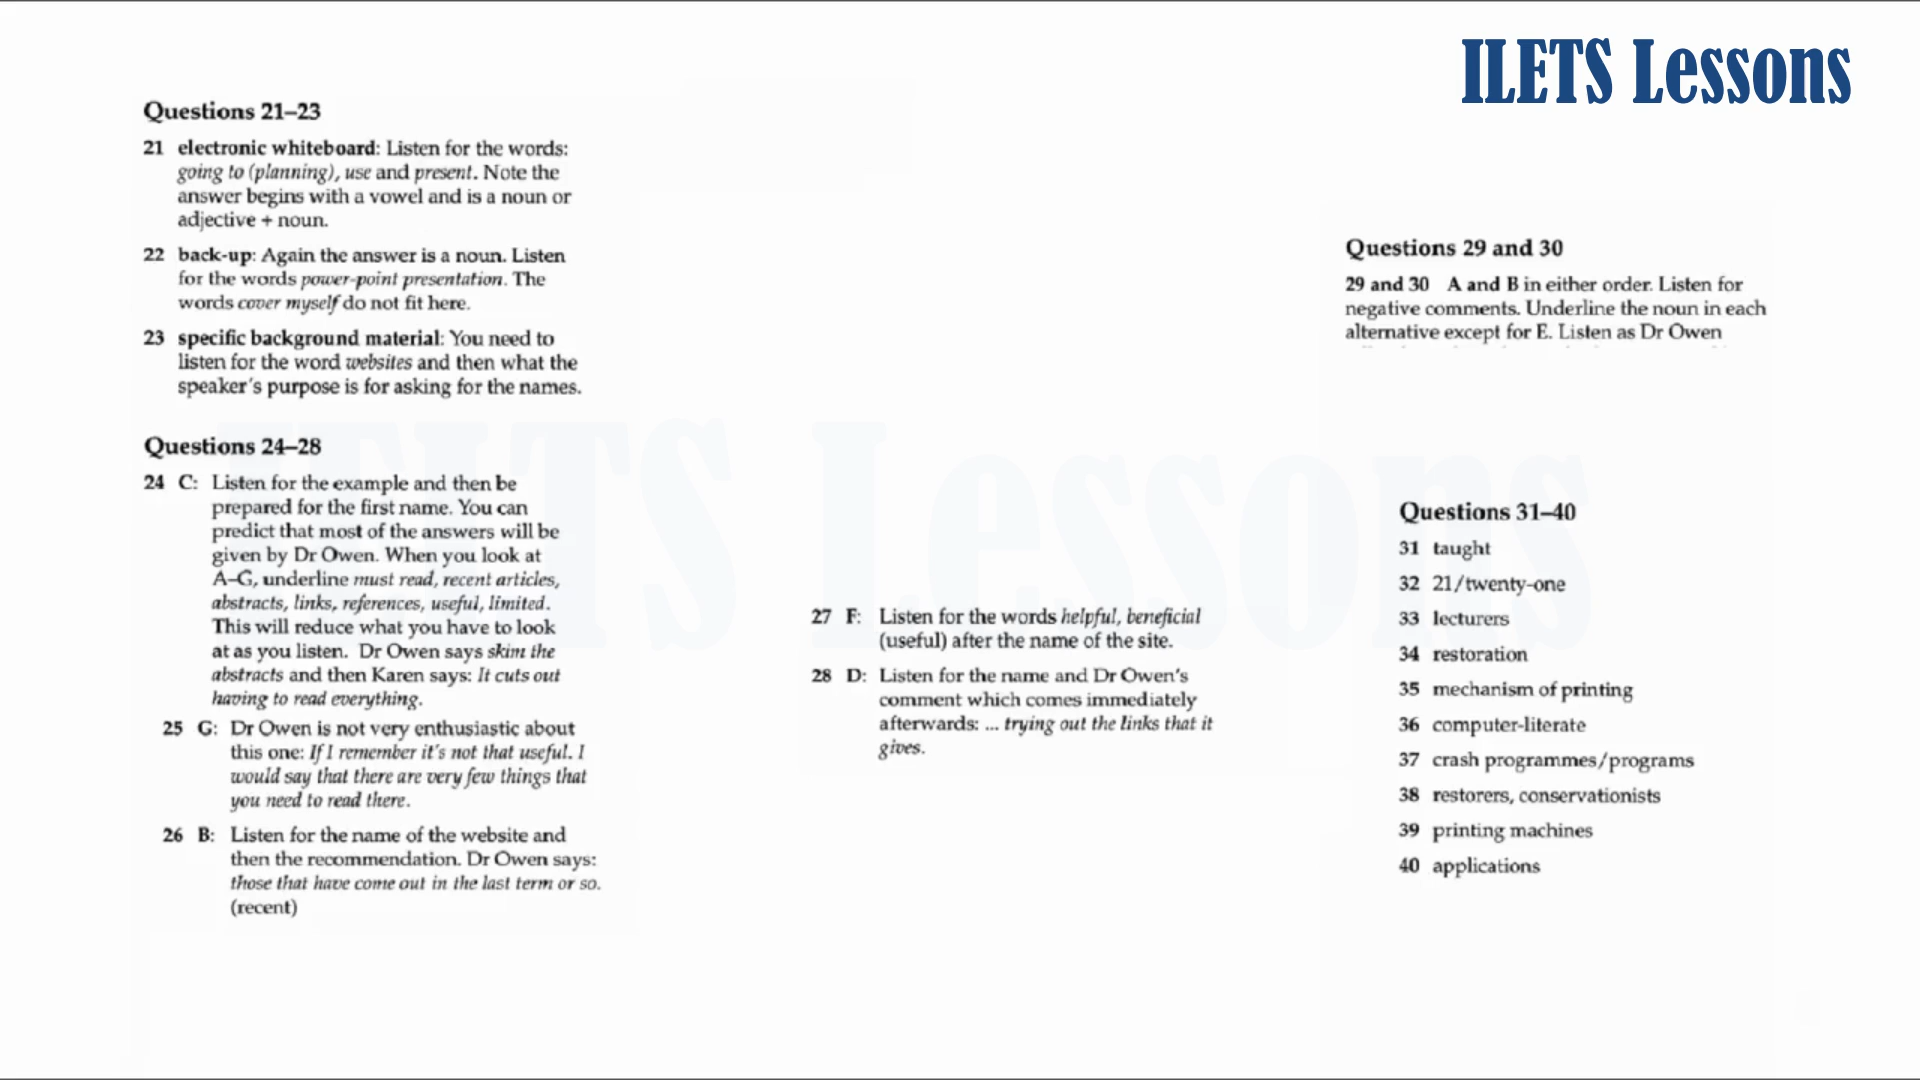 ILETS Lessons
Questions 21–23
21 electronic whiteboard: Listen for the words:
going to (planning), use and present. Note the
answer begins with a vowel and is a noun or
adjective + noun.
22 back-up: Again the answer is a noun. Listen
for the words power-point presentation. The
words cover myself do not fit here.
23 specific background material: You need to
listen for the word websites and then what the
speaker's purpose is for asking for the names.
Questions 24–28
24 C: Listen for the example and then be
prepared for the first name. You can
predict that most of the answers will be
given by Dr Owen. When you look at
A–G, underline must read, recent articles,
abstracts, links, references, useful, limited.
This will reduce what you have to look
at as you listen. Dr Owen says skim the
abstracts and then Karen says: It cuts out
having to read everything.
25 G: Dr Owen is not very enthusiastic about
this one: If I remember it's not that useful. I
would say that there are very few things that
you need to read there.
26 B: Listen for the name of the website and
then the recommendation. Dr Owen says:
those that have come out in the last term or so.
(recent)
27 F: Listen for the words helpful, beneficial
(useful) after the name of the site.
28 D: Listen for the name and Dr Owen's
comment which comes immediately
afterwards: ... trying out the links that it
gives.
Questions 29 and 30
29 and 30 A and B in either order. Listen for
negative comments. Underline the noun in each
alternative except for E. Listen as Dr Owen
Questions 31–40
31 taught
32 21/twenty-one
33 lecturers
34 restoration
35 mechanism of printing
36 computer-literate
37 crash programmes/programs
38 restorers, conservationists
39 printing machines
40 applications
IELTS Lessons